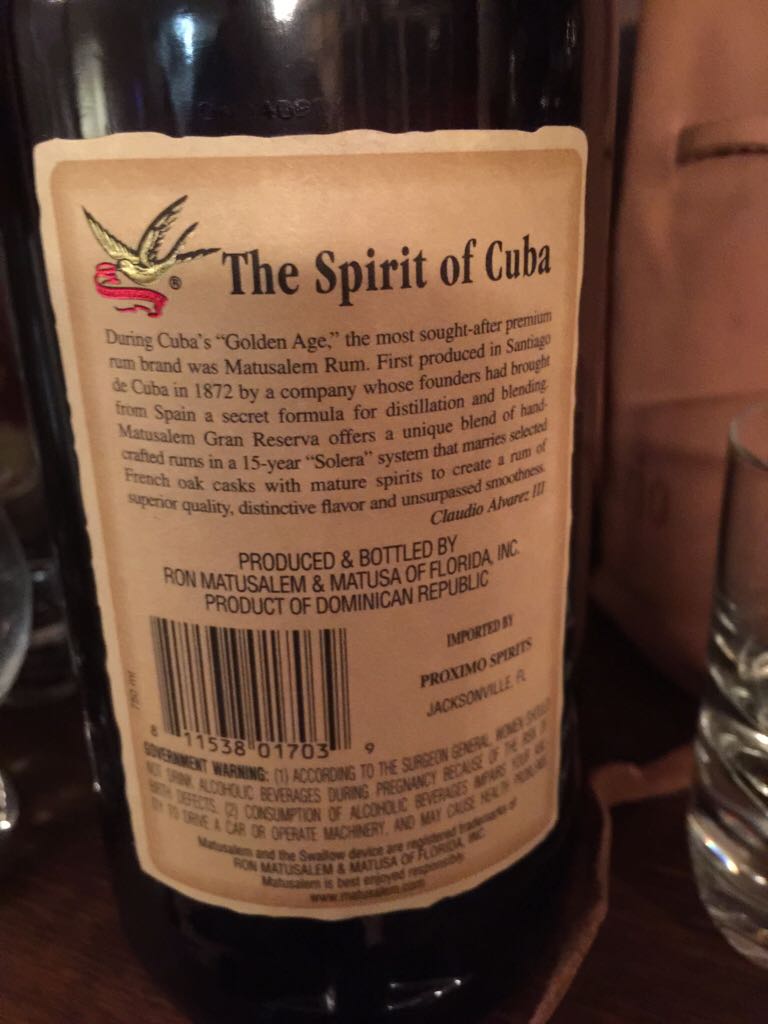 The Spirit of Cuba
®
During Cuba's "Golden Age," the most sought-after premium
rum brand was Matusalem Rum. First produced in Santiago
de Cuba in 1872 by a company whose founders had brought
from Spain a secret formula for distillation and blending.
Matusalem Gran Reserva offers a unique blend of hand-
crafted rums in a 15-year "Solera" system that marries selected
French oak casks with mature spirits to create a rum of
superior quality, distinctive flavor and unsurpassed smoothness.
Claudio Alvarez III
PRODUCED & BOTTLED BY
RON MATUSALEM & MATUSA OF FLORIDA, INC.
PRODUCT OF DOMINICAN REPUBLIC
IMPORTED BY
PROXIMO SPIRITS
JACKSONVILLE, FL
750 ml
8 11538 01703 9
GOVERNMENT WARNING: (1) ACCORDING TO THE SURGEON GENERAL, WOMEN SHOULD
NOT DRINK ALCOHOLIC BEVERAGES DURING PREGNANCY BECAUSE OF THE RISK OF
BIRTH DEFECTS. (2) CONSUMPTION OF ALCOHOLIC BEVERAGES IMPAIRS YOUR ABIL
ITY TO DRIVE A CAR OR OPERATE MACHINERY, AND MAY CAUSE HEALTH PROBLEMS.
Matusalem and the Swallow device are registered trademarks of
RON MATUSALEM & MATUSA OF FLORIDA, INC.
Matusalem is best enjoyed responsibly.
www.matusalem.com